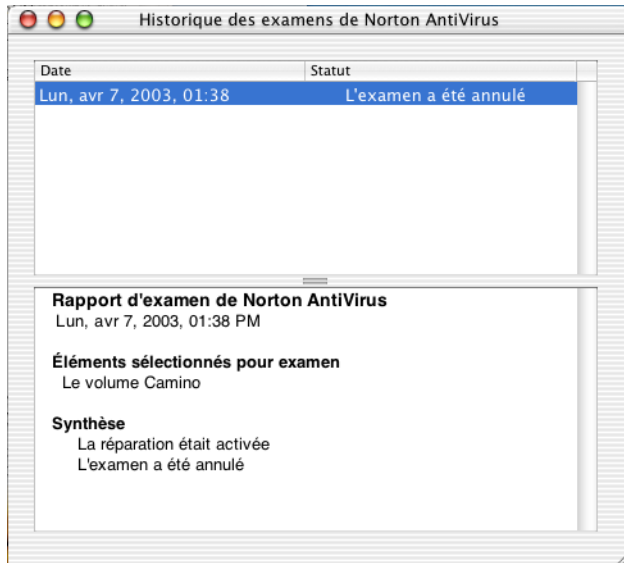 Historique des examens de Norton AntiVirus
Date Statut
Lun, avr 7, 2003, 01:38 L'examen a été annulé
Rapport d'examen de Norton AntiVirus
Lun, avr 7, 2003, 01:38 PM
Éléments sélectionnés pour examen
Le volume Camino
Synthèse
La réparation était activée
L'examen a été annulé